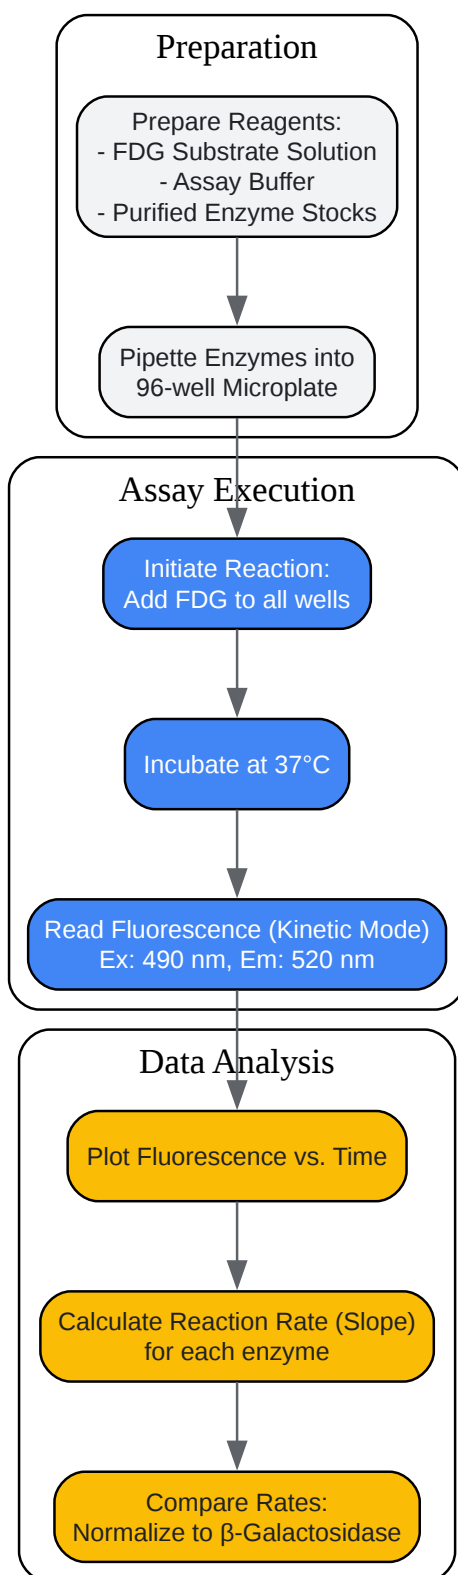 Preparation
Prepare Reagents:
- FDG Substrate Solution
- Assay Buffer
- Purified Enzyme Stocks
Pipette Enzymes into
96-well Microplate
Assay Execution
Initiate Reaction:
Add FDG to all wells
Incubate at 37°C
Read Fluorescence (Kinetic Mode)
Ex: 490 nm, Em: 520 nm
Data Analysis
Plot Fluorescence vs. Time
Calculate Reaction Rate (Slope)
for each enzyme
Compare Rates:
Normalize to β-Galactosidase